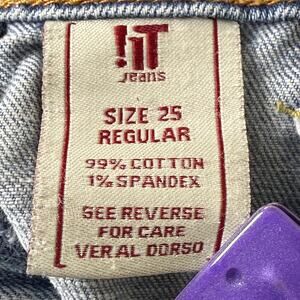 !iT
Jeans
SIZE 25
REGULAR
99% COTTON
1% SPANDEX
SEE REVERSE
FOR CARE
VER AL DORSO